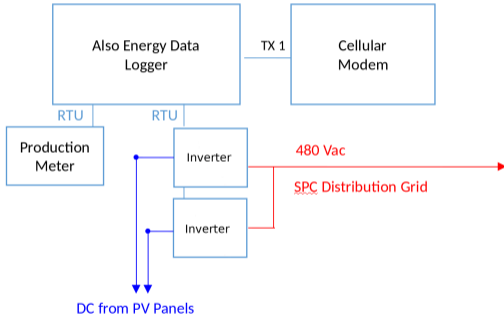 Also Energy Data
Logger
TX 1
Cellular
Modem
RTU
RTU
Production
Meter
Inverter
480 Vac
SPC Distribution Grid
Inverter
DC from PV Panels